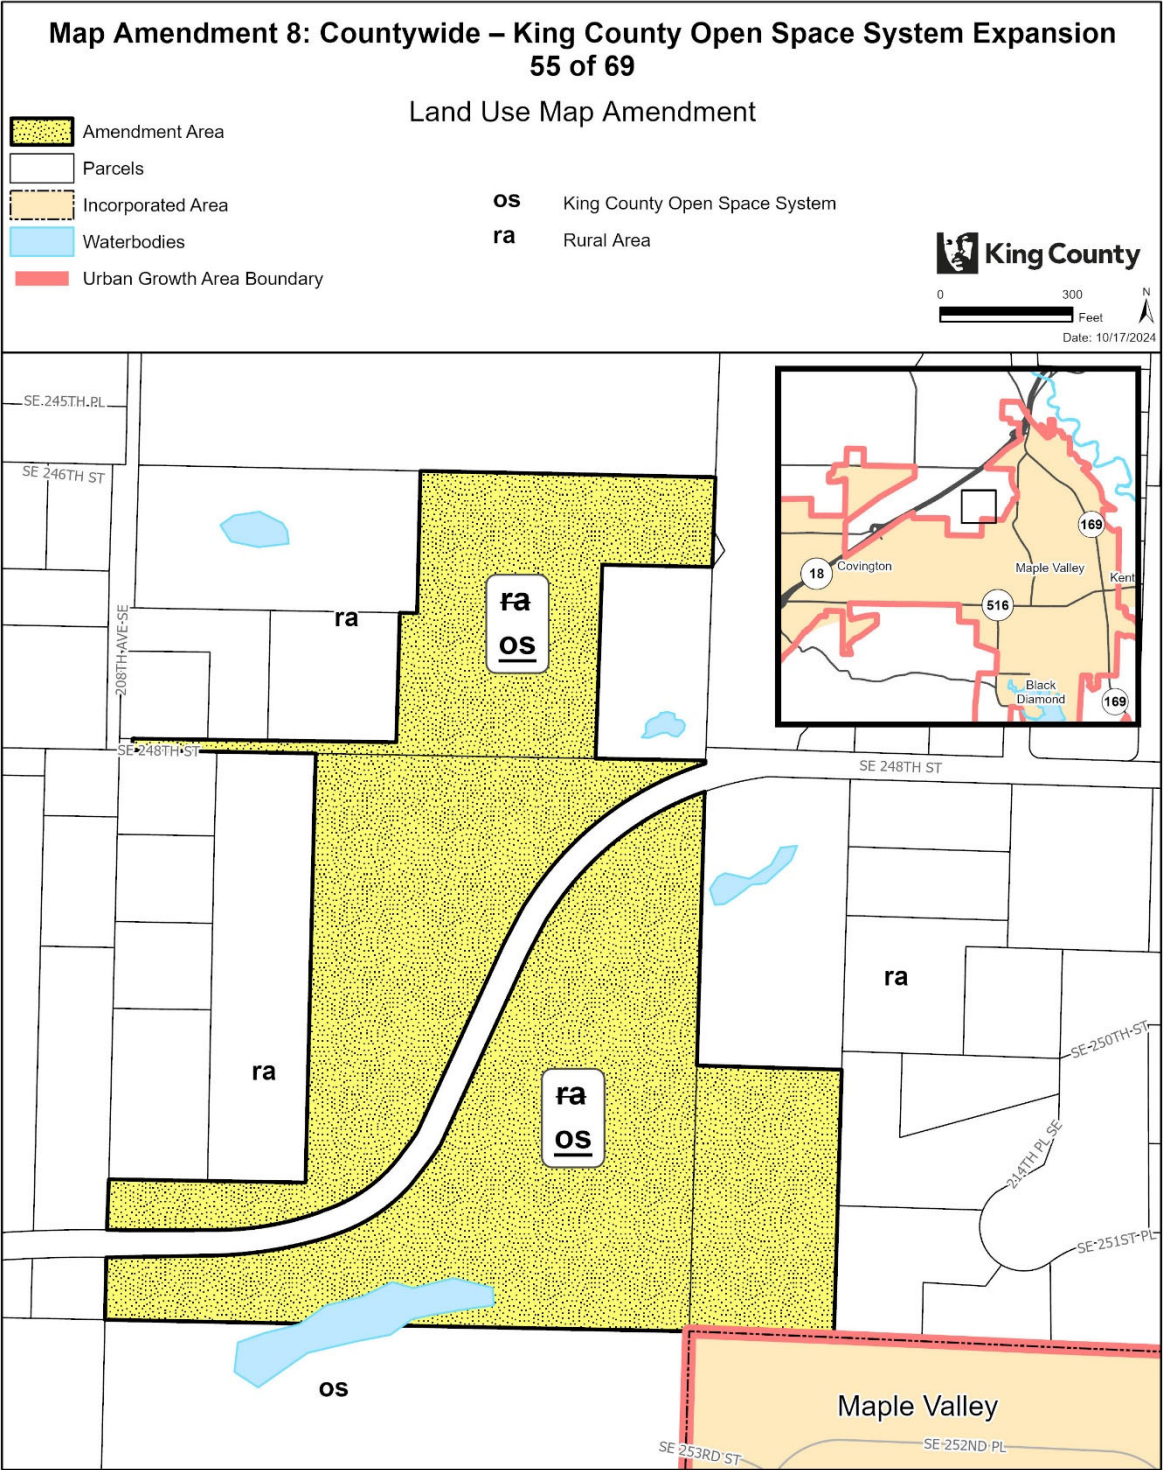 Map Amendment 8: Countywide – King County Open Space System Expansion
55 of 69
Land Use Map Amendment
Amendment Area
Parcels
Incorporated Area
Waterbodies
Urban Growth Area Boundary
os King County Open Space System
ra Rural Area
King County
0 300
Feet
N
Date: 10/17/2024
SE 245TH PL
SE 246TH ST
208TH AVE SE
ra
ra
os
SE 248TH ST
SE 248TH ST
169
18
Covington
Maple Valley
Kent
516
Black
Diamond
169
ra
ra
ra
os
SE 250TH ST
214TH PL SE
SE 251ST PL
os
Maple Valley
SE 253RD ST
SE 252ND PL